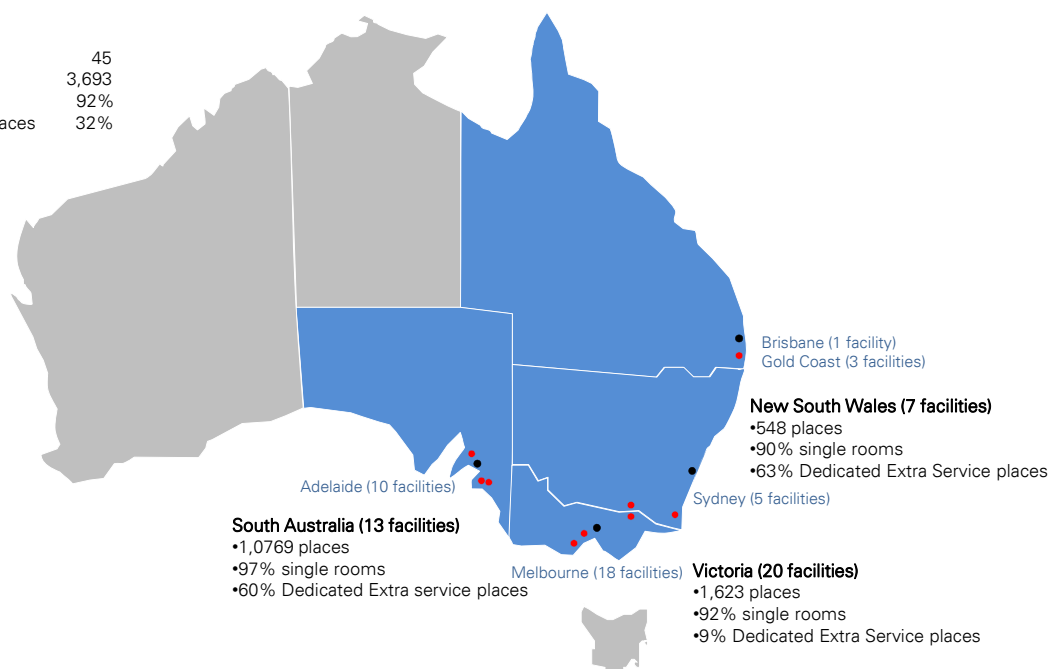 45
3,693
92%
aces 32%
Brisbane (1 facility)
Gold Coast (3 facilities)
New South Wales (7 facilities)
•548 places
•90% single rooms
•63% Dedicated Extra Service places
Sydney (5 facilities)
Adelaide (10 facilities)
South Australia (13 facilities)
•1,0769 places
•97% single rooms
•60% Dedicated Extra service places
Melbourne (18 facilities)
Victoria (20 facilities)
•1,623 places
•92% single rooms
•9% Dedicated Extra Service places